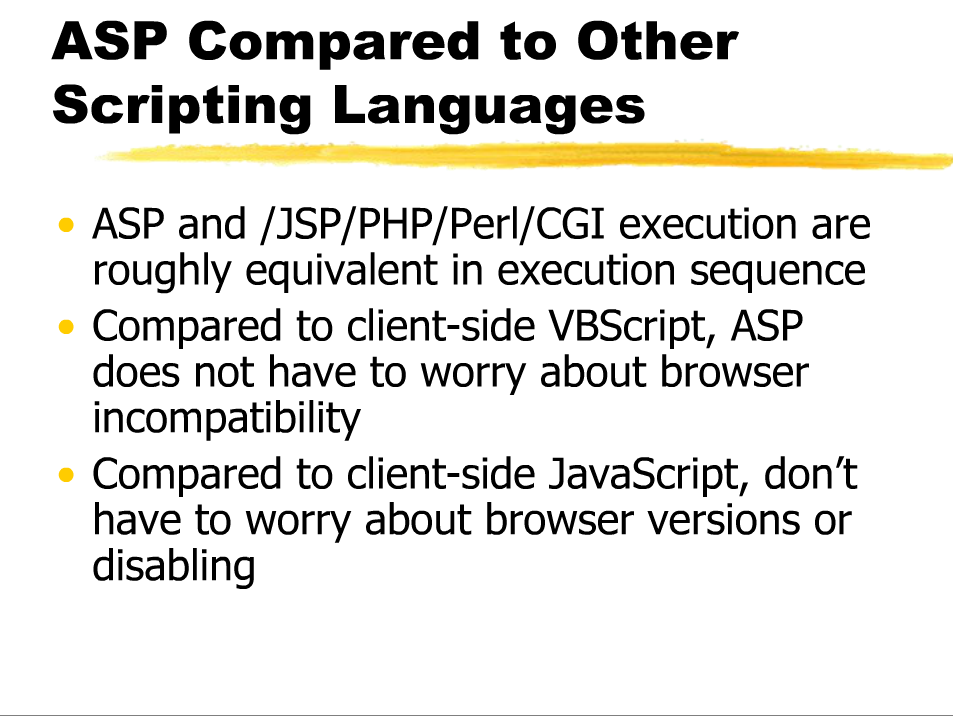 ASP Compared to Other
Scripting Languages
• ASP and /JSP/PHP/Perl/CGI execution are
roughly equivalent in execution sequence
• Compared to client-side VBScript, ASP
does not have to worry about browser
incompatibility
• Compared to client-side JavaScript, don’t
have to worry about browser versions or
disabling